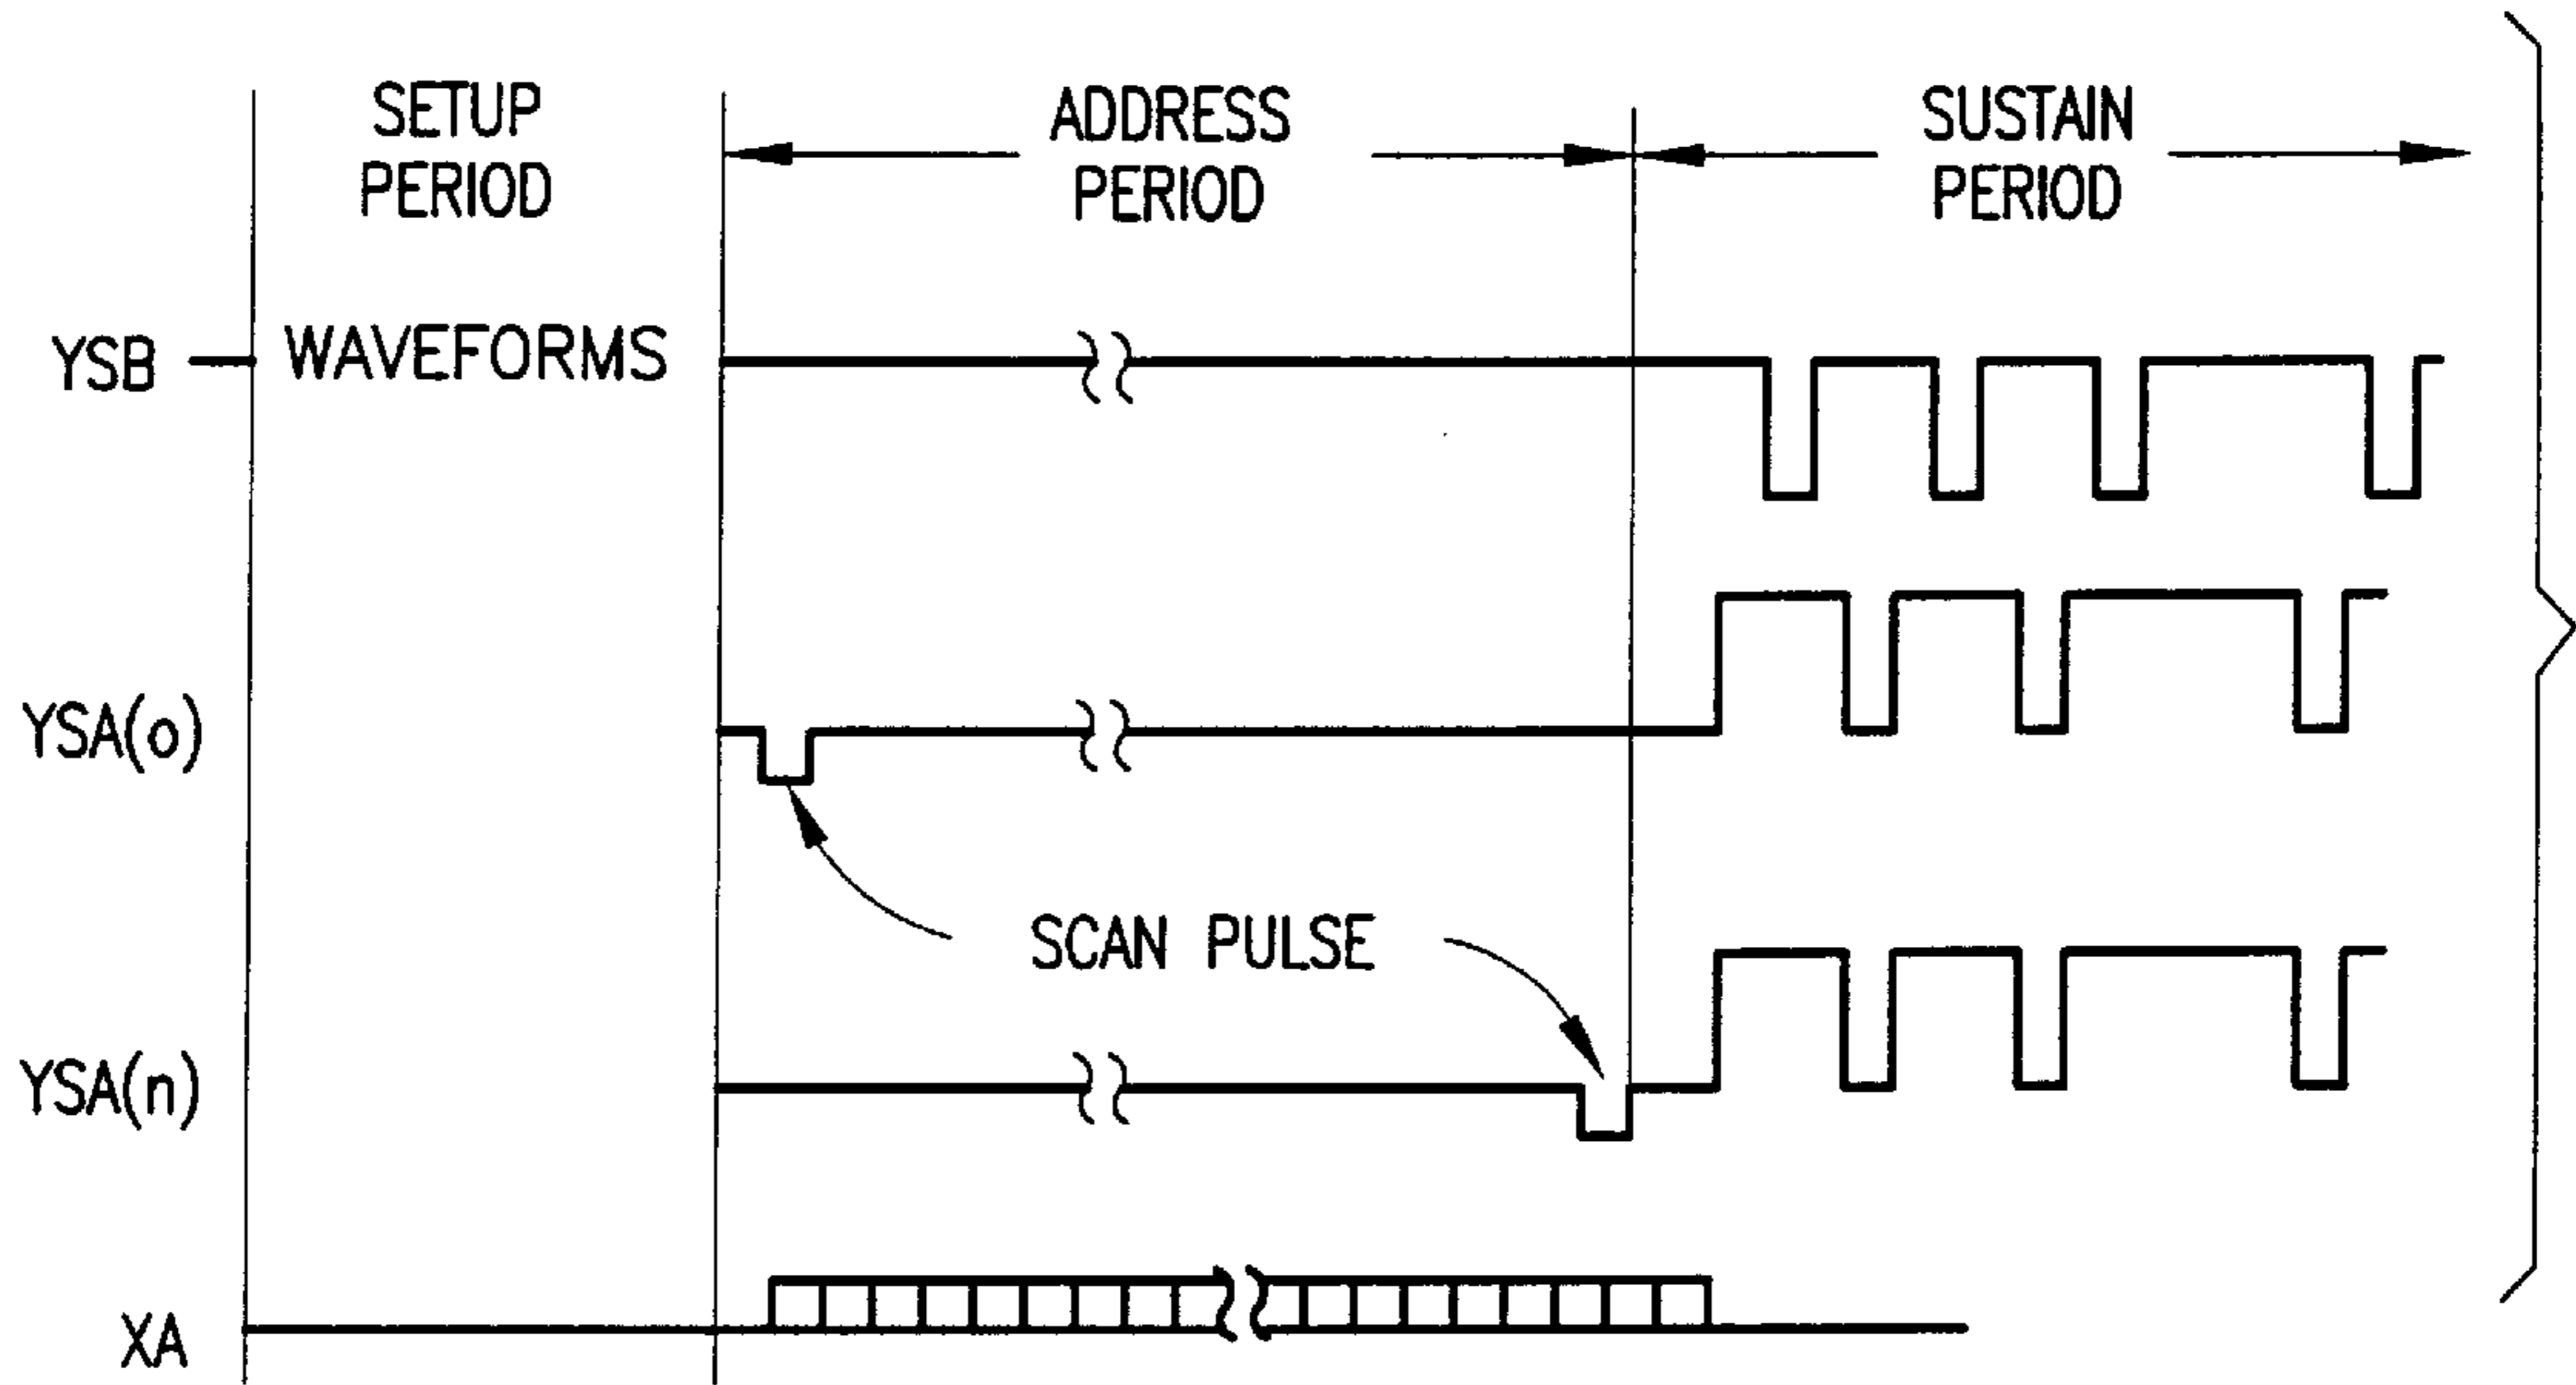 SETUP
PERIOD
ADDRESS
PERIOD
SUSTAIN
PERIOD
YSB
WAVEFORMS
YSA(o)
SCAN PULSE
YSA(n)
XA